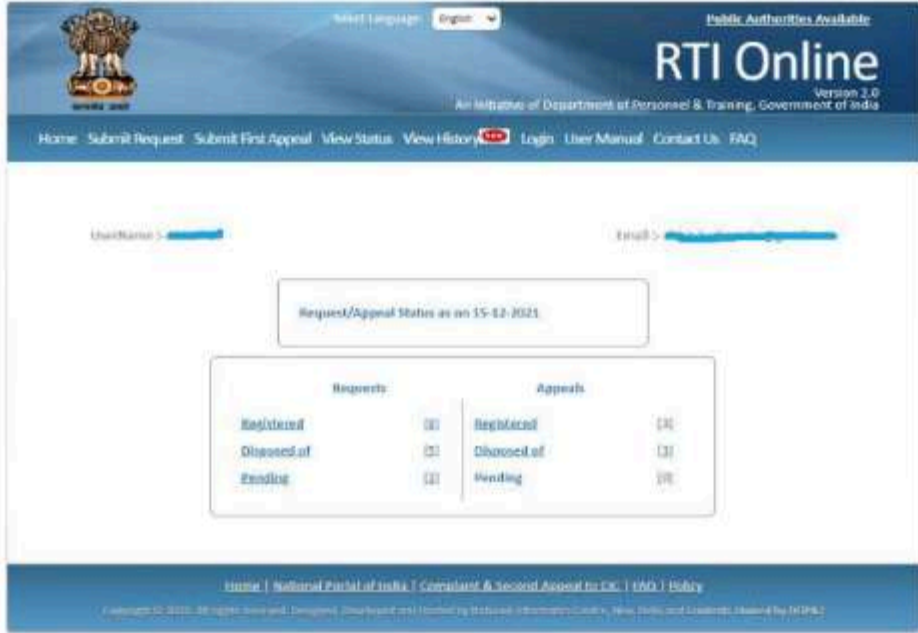 Select Language English
Public Authorities Available
RTI Online
Version 2.0
An Initiative of Department of Personnel & Training, Government of India
Home Submit Request Submit First Appeal View Status View History Login User Manual Contact Us FAQ
UserName :-
Email :-
Request/Appeal Status as on 15-12-2021
Requests Appeals
Registered Registered
Disposed of Disposed of
Pending Pending
Home | National Portal of India | Complaint & Second Appeal to CIC | FAQ | Policy